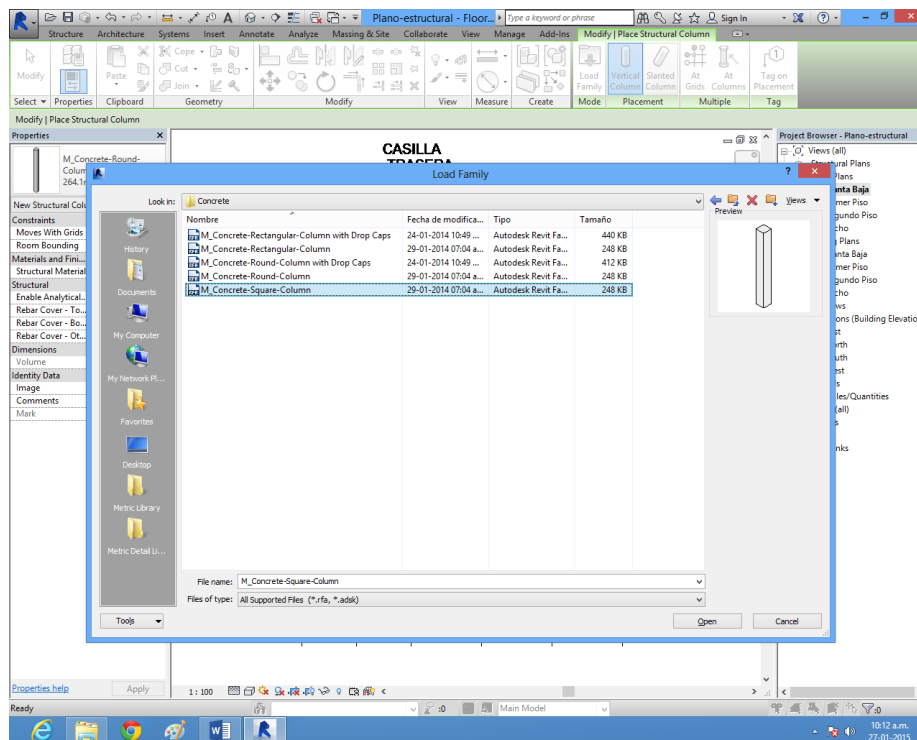 Plano-estructural - Floor... Type a keyword or phrase Sign In
Structure Architecture Systems Insert Annotate Analyze Massing & Site Collaborate View Manage Add-Ins Modify | Place Structural Column
Modify Paste Cope Cut Join Load Family Vertical Column Slanted Column At Grids At Columns Tag on Placement
Select Properties Clipboard Geometry Modify View Measure Create Mode Placement Multiple Tag
Modify | Place Structural Column
Properties
M_Concrete-Round-
CASILLA
TRASERA
Project Browser - Plano-estructural
Views (all)
Load Family
New Structural Colu
Constraints
Moves With Grids
Room Bounding
Materials and Fini...
Structural Material
Structural
Enable Analytical...
Rebar Cover - To...
Rebar Cover - Bo...
Rebar Cover - Ot...
Dimensions
Volume
Identity Data
Image
Comments
Mark
Look in: Concrete Views
History
Documents
My Computer
My Network Pl...
Favorites
Desktop
Metric Library
Metric Detail Li...
Nombre Fecha de modifica... Tipo Tamaño
M_Concrete-Rectangular-Column with Drop Caps 24-01-2014 10:49 ... Autodesk Revit Fa... 440 KB
M_Concrete-Rectangular-Column 29-01-2014 07:04 a... Autodesk Revit Fa... 248 KB
M_Concrete-Round-Column with Drop Caps 24-01-2014 10:49 ... Autodesk Revit Fa... 412 KB
M_Concrete-Round-Column 29-01-2014 07:04 a... Autodesk Revit Fa... 248 KB
M_Concrete-Square-Column 29-01-2014 07:04 a... Autodesk Revit Fa... 248 KB
Preview
File name: M_Concrete-Square-Column
Files of type: All Supported Files (*.rfa, *.adsk)
Tools Open Cancel
Plans
nta Baja
mer Piso
gundo Piso
cho
Plans
nta Baja
mer Piso
gundo Piso
cho
ws
ons (Building Elevatio
st
rth
uth
est
s
les/Quantities
(all)
s
nks
Properties help Apply 1 : 100
Ready :0 Main Model :0
10:12 a.m.
27-01-2015